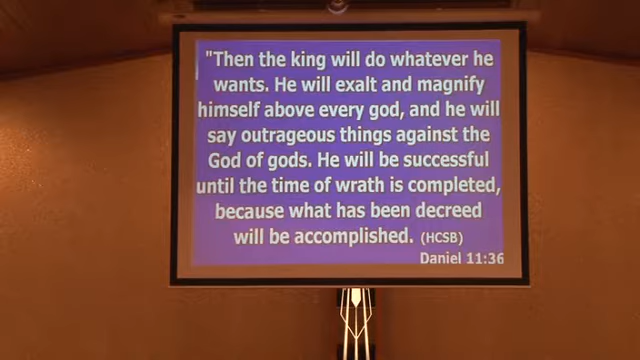 "Then the king will do whatever he
wants. He will exalt and magnify
himself above every god, and he will
say outrageous things against the
God of gods. He will be successful
until the time of wrath is completed,
because what has been decreed
will be accomplished. (HCSB)
Daniel 11:36